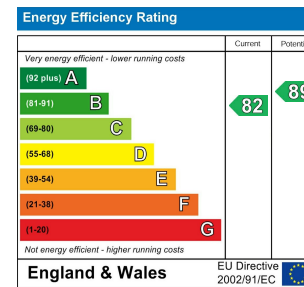 Energy Efficiency Rating
Current
Very energy efficient - lower running costs
(92 plus) A
(81-91) B
(69-80) C
(55-68) D
(39-54) E
(21-38) F
(1-20) G
82
89
Not energy efficient - higher running costs
England & Wales
EU Directive
2002/91/EC